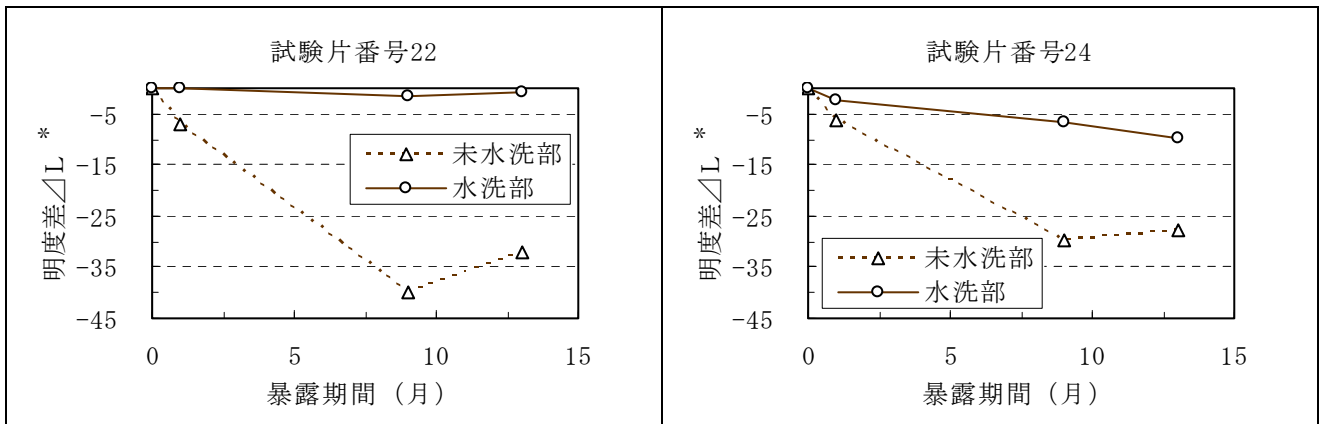 試験片番号22
-5
-15
-25
-35
-45
明度差⊿L *
未水洗部
水洗部
0
5
10
15
暴露期間（月）
試験片番号24
-5
-15
-25
-35
-45
明度差⊿L *
未水洗部
水洗部
0
5
10
15
暴露期間（月）